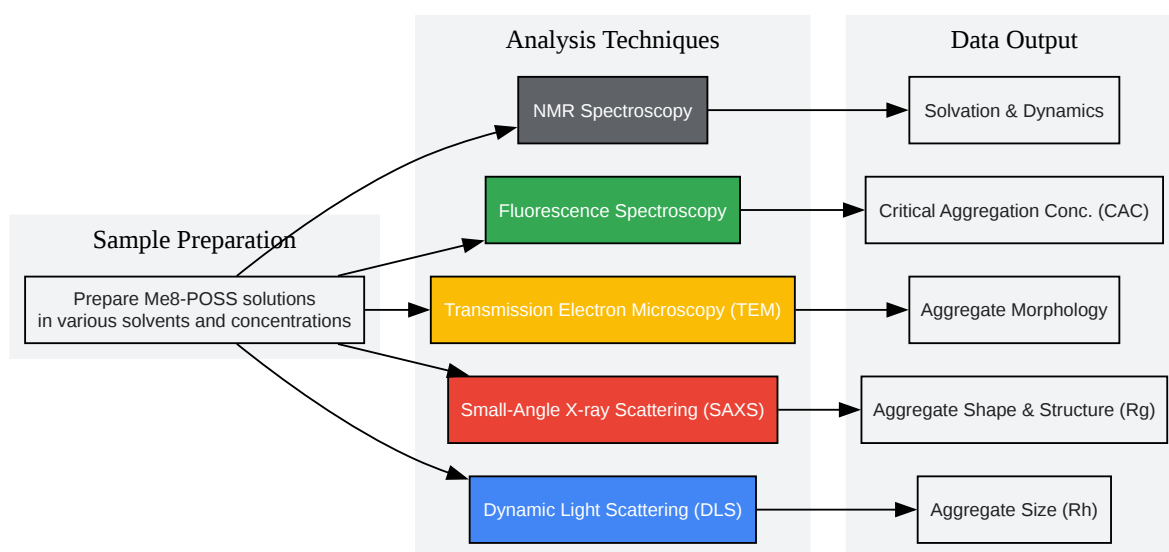 Analysis Techniques
Data Output
NMR Spectroscopy
Solvation & Dynamics
Fluorescence Spectroscopy
Critical Aggregation Conc. (CAC)
Sample Preparation
Prepare Me8-POSS solutions
in various solvents and concentrations
Transmission Electron Microscopy (TEM)
Aggregate Morphology
Small-Angle X-ray Scattering (SAXS)
Aggregate Shape & Structure (Rg)
Dynamic Light Scattering (DLS)
Aggregate Size (Rh)